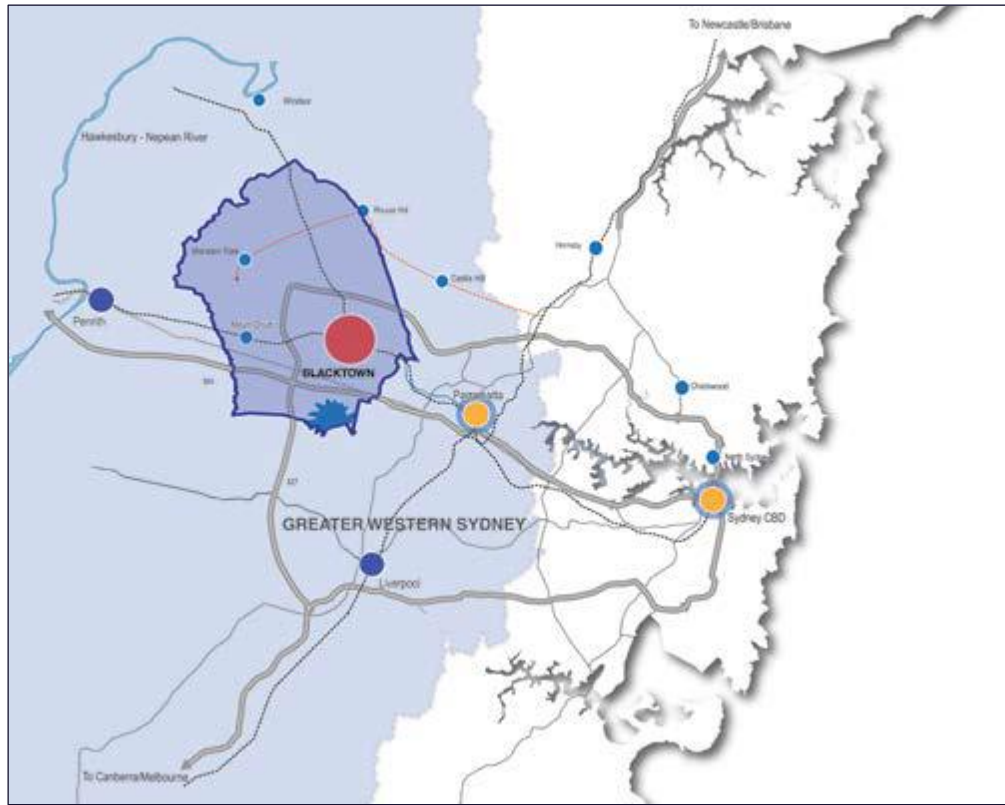 To Newcastle/Brisbane
Windsor
Hawkesbury - Nepean River
Rouse Hill
Hornsby
Marsden Park
Castle Hill
Penrith
Mount Druitt
BLACKTOWN
M4
Chatswood
Parramatta
North Sydney
M7
Sydney CBD
GREATER WESTERN SYDNEY
Liverpool
To Canberra/Melbourne